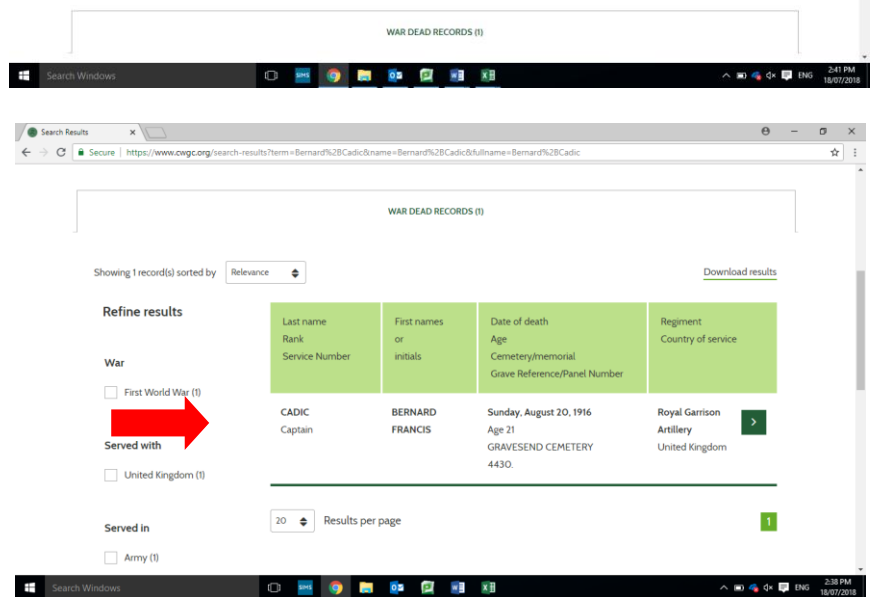 WAR DEAD RECORDS (1)
Search Windows
SIMS
ENG
2:41 PM
18/07/2018
Search Results
Secure | https://www.cwgc.org/search-results?term=Bernard%2BCadic&name=Bernard%2BCadic&fullname=Bernard%2BCadic
WAR DEAD RECORDS (1)
Showing 1 record(s) sorted by Relevance
Download results
Refine results
War
First World War (1)
Served with
United Kingdom (1)
Served in
Army (1)
Last name
Rank
Service Number
First names
or
initials
Date of death
Age
Cemetery/memorial
Grave Reference/Panel Number
Regiment
Country of service
CADIC
Captain
BERNARD
FRANCIS
Sunday, August 20, 1916
Age 21
GRAVESEND CEMETERY
4430.
Royal Garrison
Artillery
United Kingdom
20 Results per page
1
Search Windows
SIMS
ENG
2:38 PM
18/07/2018